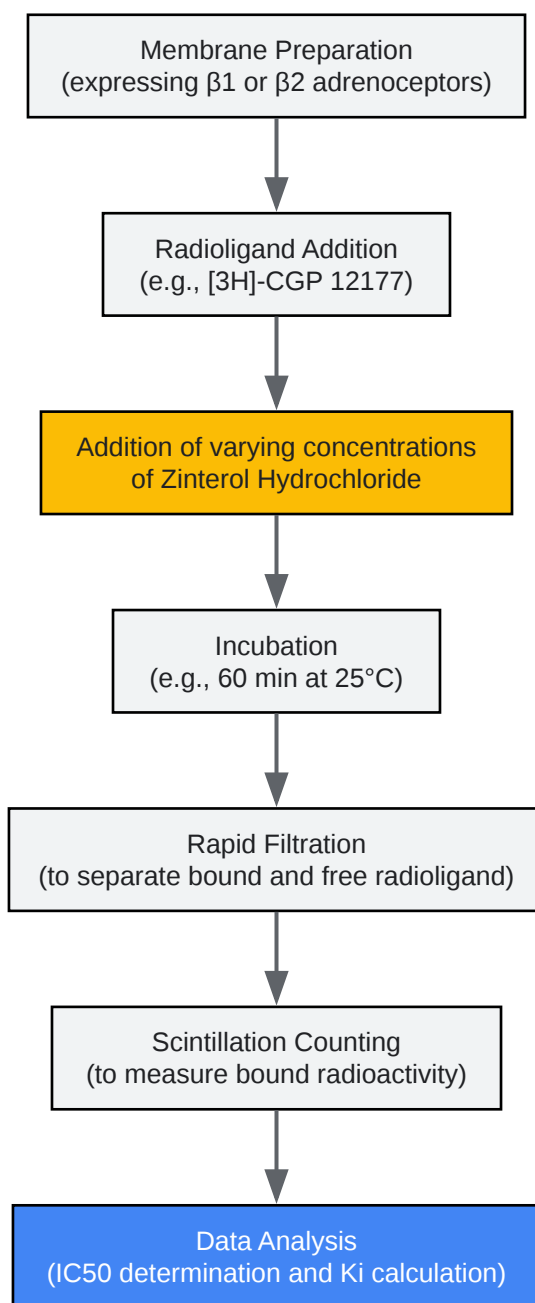 Membrane Preparation
(expressing β1 or β2 adrenoceptors)
Radioligand Addition
(e.g., [3H]-CGP 12177)
Addition of varying concentrations
of Zinterol Hydrochloride
Incubation
(e.g., 60 min at 25°C)
Rapid Filtration
(to separate bound and free radioligand)
Scintillation Counting
(to measure bound radioactivity)
Data Analysis
(IC50 determination and Ki calculation)